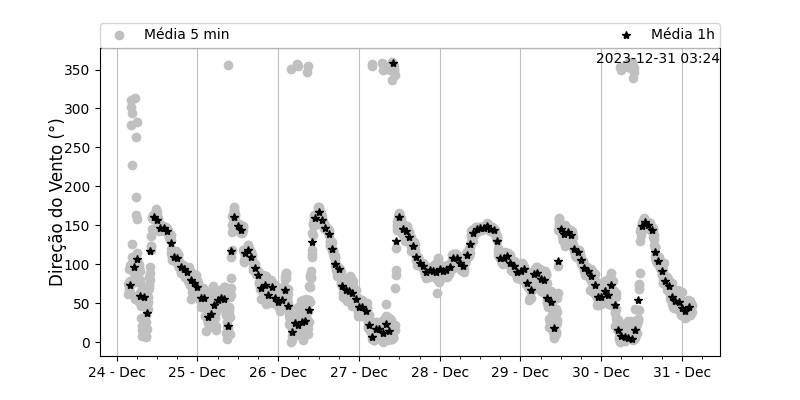 Média 5 min
Média 1h
2023-12-31 03:24
Direção do Vento (°)
350
300
250
200
150
100
50
0
24 - Dec
25 - Dec
26 - Dec
27 - Dec
28 - Dec
29 - Dec
30 - Dec
31 - Dec